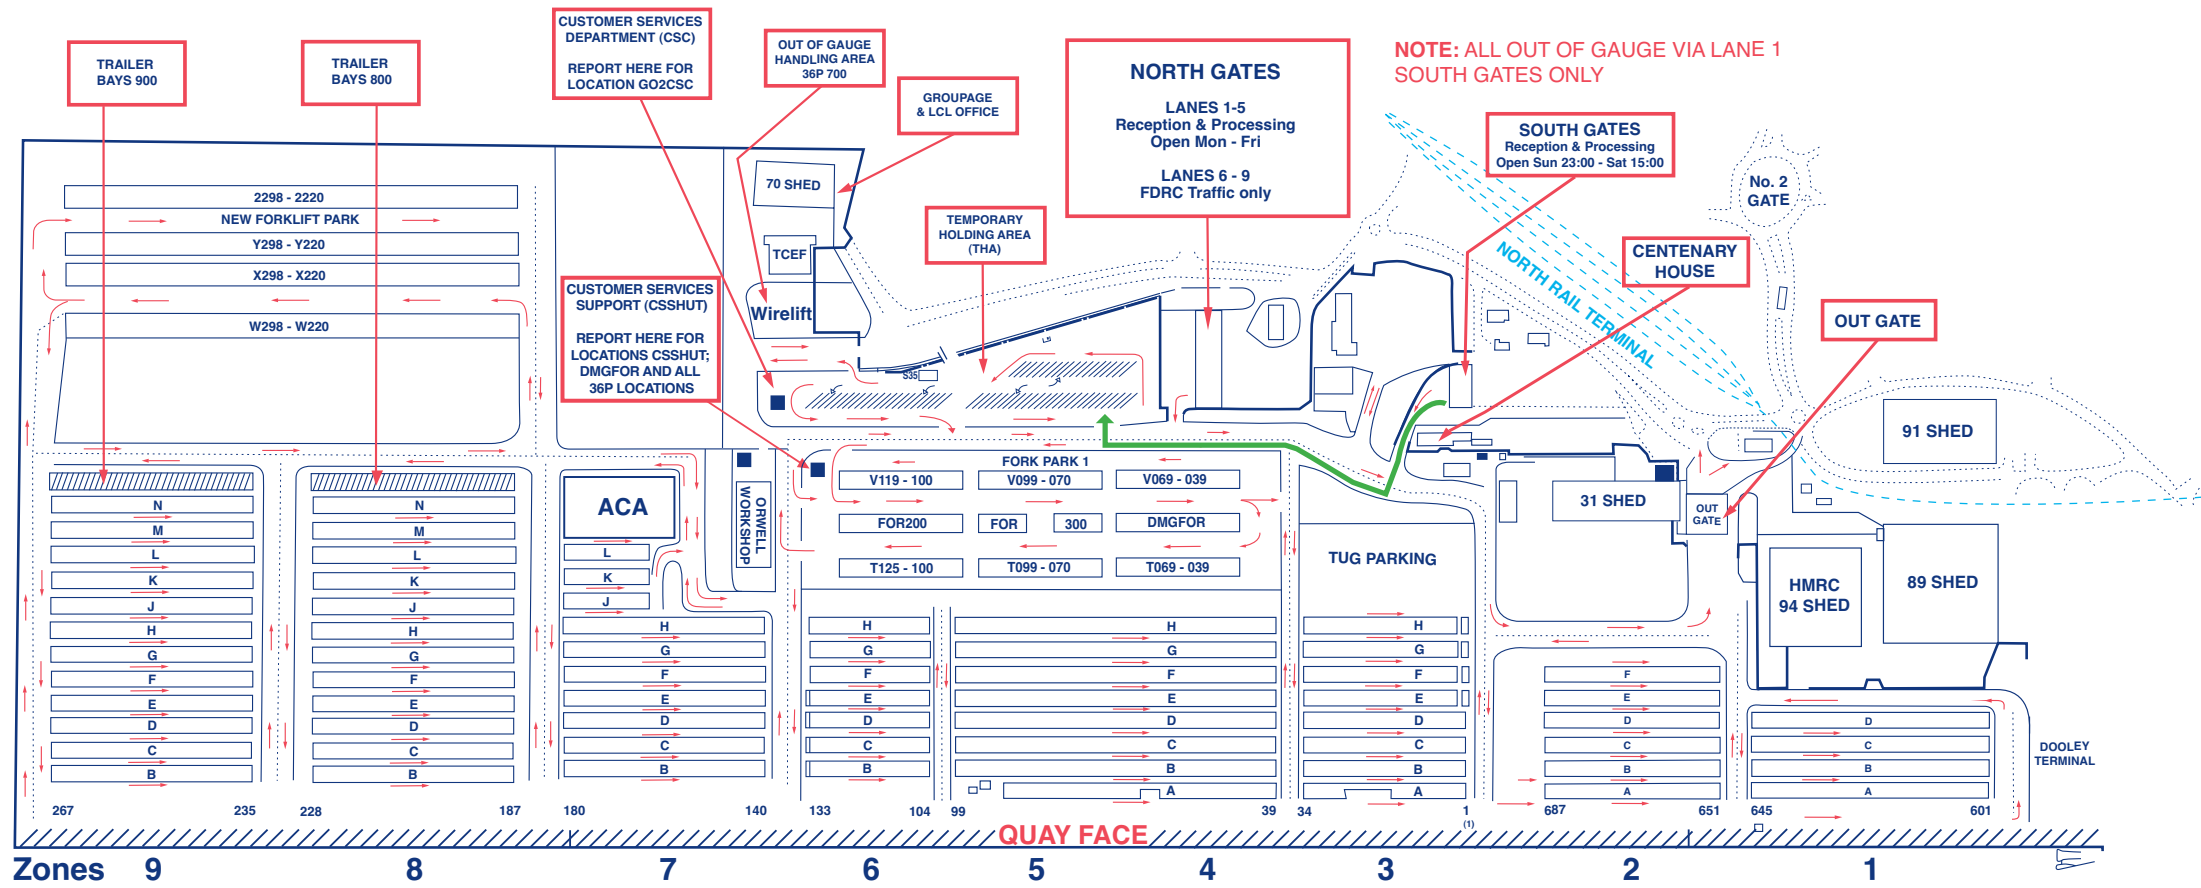 CUSTOMER SERVICES
DEPARTMENT (CSC)
REPORT HERE FOR
LOCATION GO2CSC
TRAILER
BAYS 900
TRAILER
BAYS 800
OUT OF GAUGE
HANDLING AREA
36P 700
GROUPAGE
& LCL OFFICE
NORTH GATES
LANES 1-5
Reception & Processing
Open Mon - Fri
LANES 6 - 9
FDRC Traffic only
NOTE: ALL OUT OF GAUGE VIA LANE 1
SOUTH GATES ONLY
SOUTH GATES
Reception & Processing
Open Sun 23:00 - Sat 15:00
No. 2
GATE
CENTENARY
HOUSE
NORTH RAIL TERMINAL
OUT GATE
70 SHED
TCEF
Wirelift
TEMPORARY
HOLDING AREA
(THA)
CUSTOMER SERVICES
SUPPORT (CSSHUT)
REPORT HERE FOR
LOCATIONS CSSHUT;
DMGFOR AND ALL
36P LOCATIONS
2298 - 2220
NEW FORKLIFT PARK
Y298 - Y220
X298 - X220
W298 - W220
S35
91 SHED
31 SHED
OUT
GATE
HMRC
94 SHED
89 SHED
ACA
ORWELL
WORKSHOP
FORK PARK 1
V119 - 100
V099 - 070
V069 - 039
FOR200
FOR
300
DMGFOR
T125 - 100
T099 - 070
T069 - 039
TUG PARKING
N
M
L
K
J
H
G
F
E
D
C
B
N
M
L
K
J
H
G
F
E
D
C
B
L
K
J
H
G
F
E
D
C
B
H
G
F
E
D
C
B
H
G
F
E
D
C
B
A
H
G
F
E
D
C
B
A
F
E
D
C
B
A
D
C
B
A
DOOLEY
TERMINAL
267
235
228
187
180
140
133
104
99
39
34
1
(1)
687
651
645
601
QUAY FACE
Zones 9 8 7 6 5 4 3 2 1